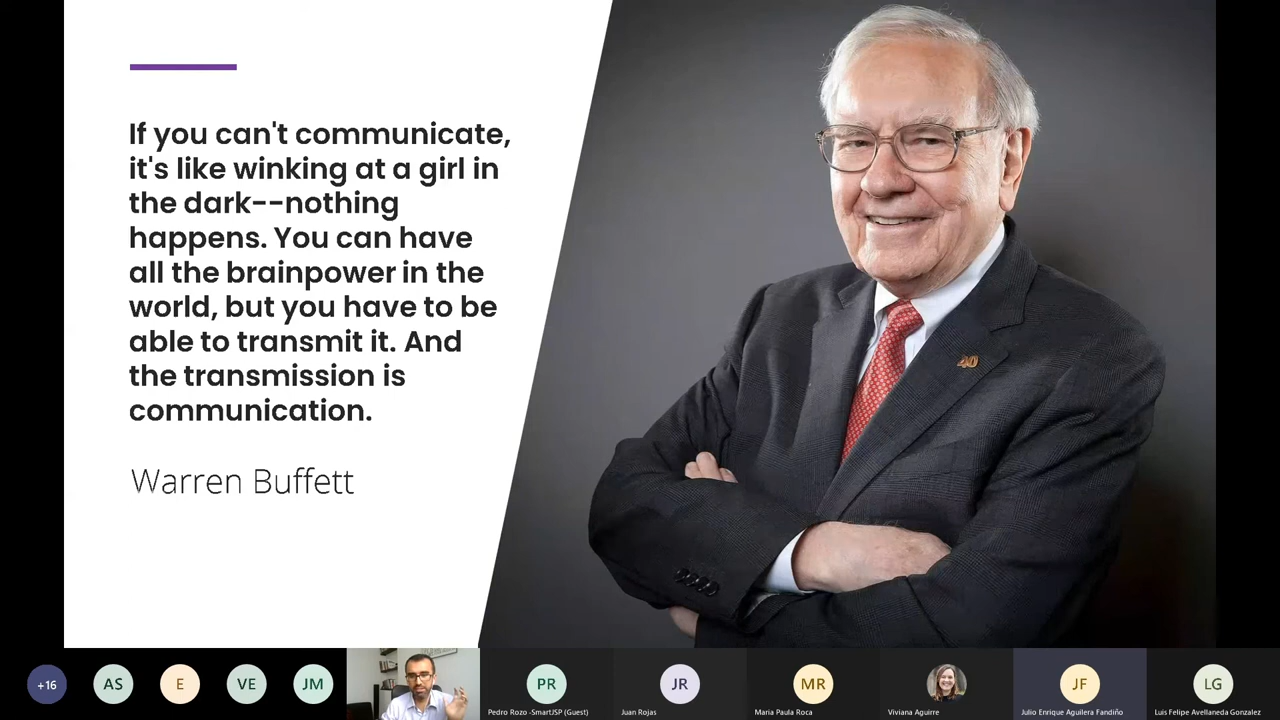 If you can't communicate,
it's like winking at a girl in
the dark--nothing
happens. You can have
all the brainpower in the
world, but you have to be
able to transmit it. And
the transmission is
communication.
Warren Buffett
40
+16
AS
E
VE
JM
PR
JR
MR
JF
LG
Pedro Rozo -SmartJSP (Guest)
Juan Rojas
Maria Paula Roca
Viviana Aguirre
Julio Enrique Aguilera Fandiño
Luis Felipe Avellaneda Gonzalez